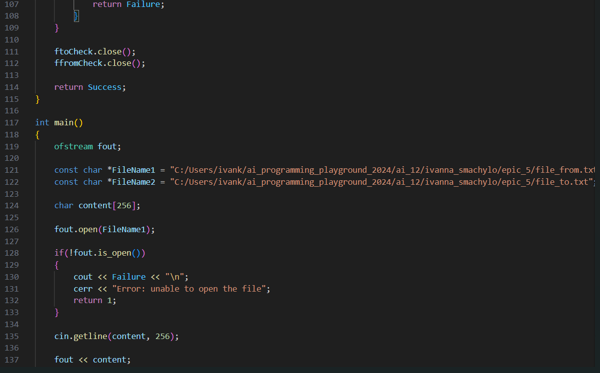 107 return Failure;
108 }
109 }
110
111 ftoCheck.close();
112 ffromCheck.close();
113
114 return Success;
115 }
116
117 int main()
118 {
119 ofstream fout;
120
121 const char *FileName1 = "C:/Users/ivank/ai_programming_playground_2024/ai_12/ivanna_smachylo/epic_5/file_from.txt
122 const char *FileName2 = "C:/Users/ivank/ai_programming_playground_2024/ai_12/ivanna_smachylo/epic_5/file_to.txt";
123
124 char content[256];
125
126 fout.open(FileName1);
127
128 if(!fout.is_open())
129 {
130 cout << Failure << "\n";
131 cerr << "Error: unable to open the file";
132 return 1;
133 }
134
135 cin.getline(content, 256);
136
137 fout << content;